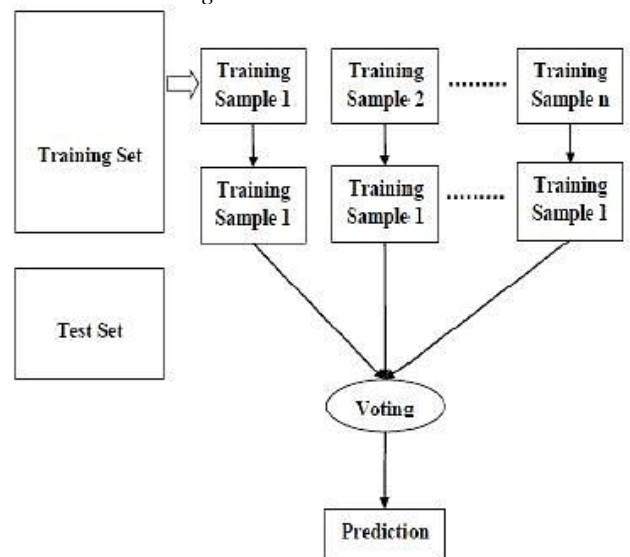 Training Set
Training
Sample 1
Training
Sample 2
.........
Training
Sample n
Training
Sample 1
Training
Sample 1
.........
Training
Sample 1
Test Set
Voting
Prediction